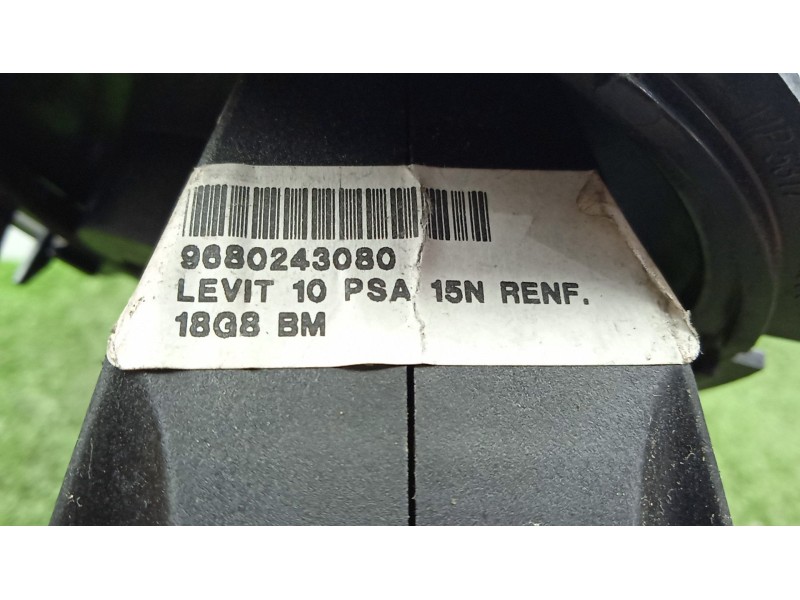 9680243080
LEVIT 10 PSA 15N RENF.
18G8 BM